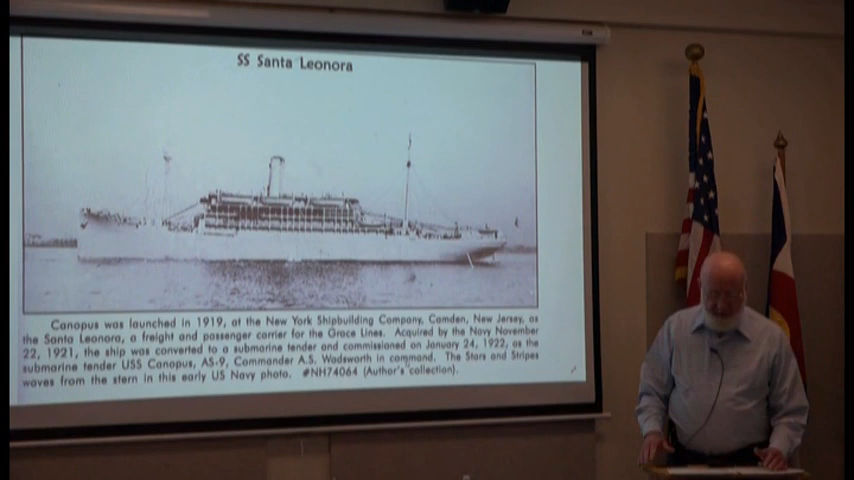 SS Santa Leonora
Canopus was launched in 1919, at the New York Shipbuilding Company, Camden, New Jersey, as
the Santa Leonora, a freight and passenger carrier for the Grace Lines. Acquired by the Navy November
22, 1921, the ship was converted to a submarine tender and commissioned on January 24, 1922, as the
submarine tender USS Canopus, AS-9, Commander A.S. Wadsworth in command. The Stars and Stripes
waves from the stern in this early US Navy photo. #NH74064 (Author's collection).